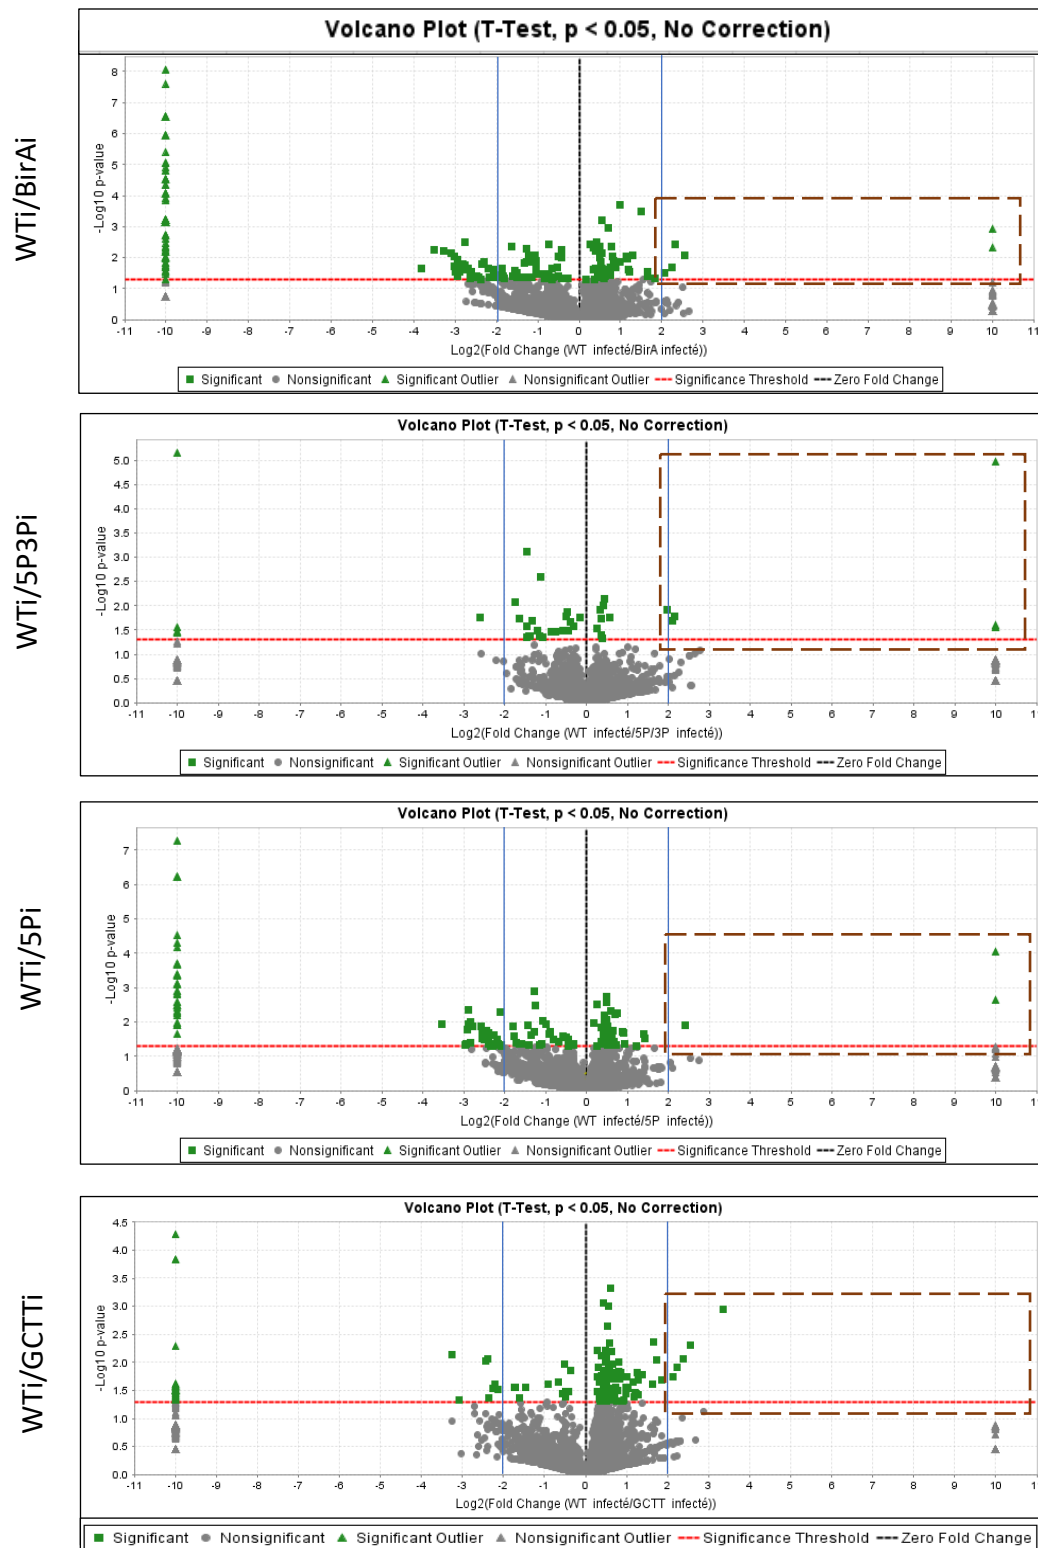 WTi/BirAi
Volcano Plot (T-Test, p < 0.05, No Correction)
-Log10 p-value
8
7
6
5
4
3
2
1
0
-11 -10 -9 -8 -7 -6 -5 -4 -3 -2 -1 0 1 2 3 4 5 6 7 8 9 10 11
Log2(Fold Change (WT infecté/BirA infecté))
Significant Nonsignificant Significant Outlier Nonsignificant Outlier Significance Threshold Zero Fold Change
WTi/5P3Pi
Volcano Plot (T-Test, p < 0.05, No Correction)
-Log10 p-value
5.0
4.5
4.0
3.5
3.0
2.5
2.0
1.5
1.0
0.5
0.0
-11 -10 -9 -8 -7 -6 -5 -4 -3 -2 -1 0 1 2 3 4 5 6 7 8 9 10 11
Log2(Fold Change (WT infecté/5P/3P infecté))
Significant Nonsignificant Significant Outlier Nonsignificant Outlier Significance Threshold Zero Fold Change
WTi/5Pi
Volcano Plot (T-Test, p < 0.05, No Correction)
-Log10 p-value
7
6
5
4
3
2
1
0
-11 -10 -9 -8 -7 -6 -5 -4 -3 -2 -1 0 1 2 3 4 5 6 7 8 9 10 11
Log2(Fold Change (WT infecté/5P infecté))
Significant Nonsignificant Significant Outlier Nonsignificant Outlier Significance Threshold Zero Fold Change
WTi/GCTTi
Volcano Plot (T-Test, p < 0.05, No Correction)
-Log10 p-value
4.5
4.0
3.5
3.0
2.5
2.0
1.5
1.0
0.5
0.0
-11 -10 -9 -8 -7 -6 -5 -4 -3 -2 -1 0 1 2 3 4 5 6 7 8 9 10 11
Log2(Fold Change (WT infecté/GCTT infecté))
Significant Nonsignificant Significant Outlier Nonsignificant Outlier Significance Threshold Zero Fold Change